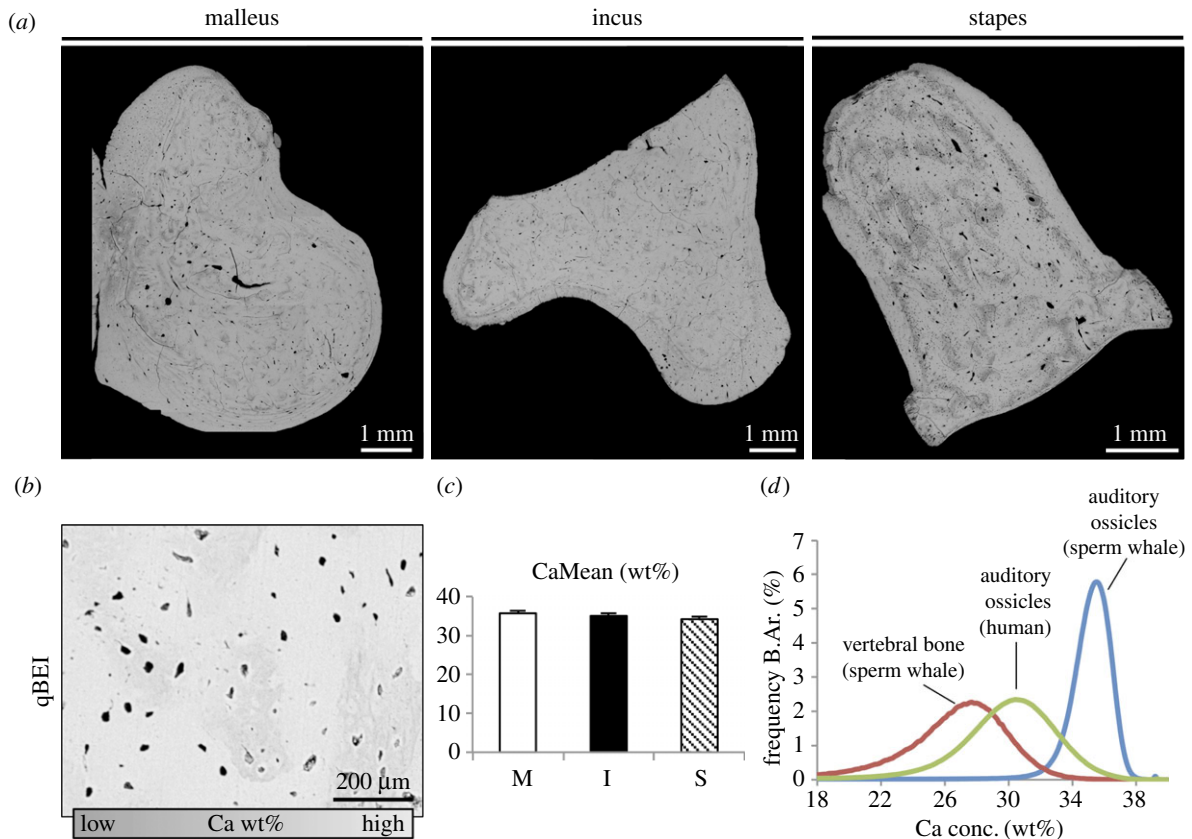 (a)
malleus
incus
stapes
1 mm
1 mm
1 mm
(b)
qBEI
200 µm
low Ca wt% high
(c)
CaMean (wt%)
40
30
20
10
0
M I S
(d)
auditory
ossicles
(sperm whale)
auditory
ossicles
(human)
vertebral bone
(sperm whale)
frequency B.Ar. (%)
7
6
5
4
3
2
1
0
18 22 26 30 34 38
Ca conc. (wt%)